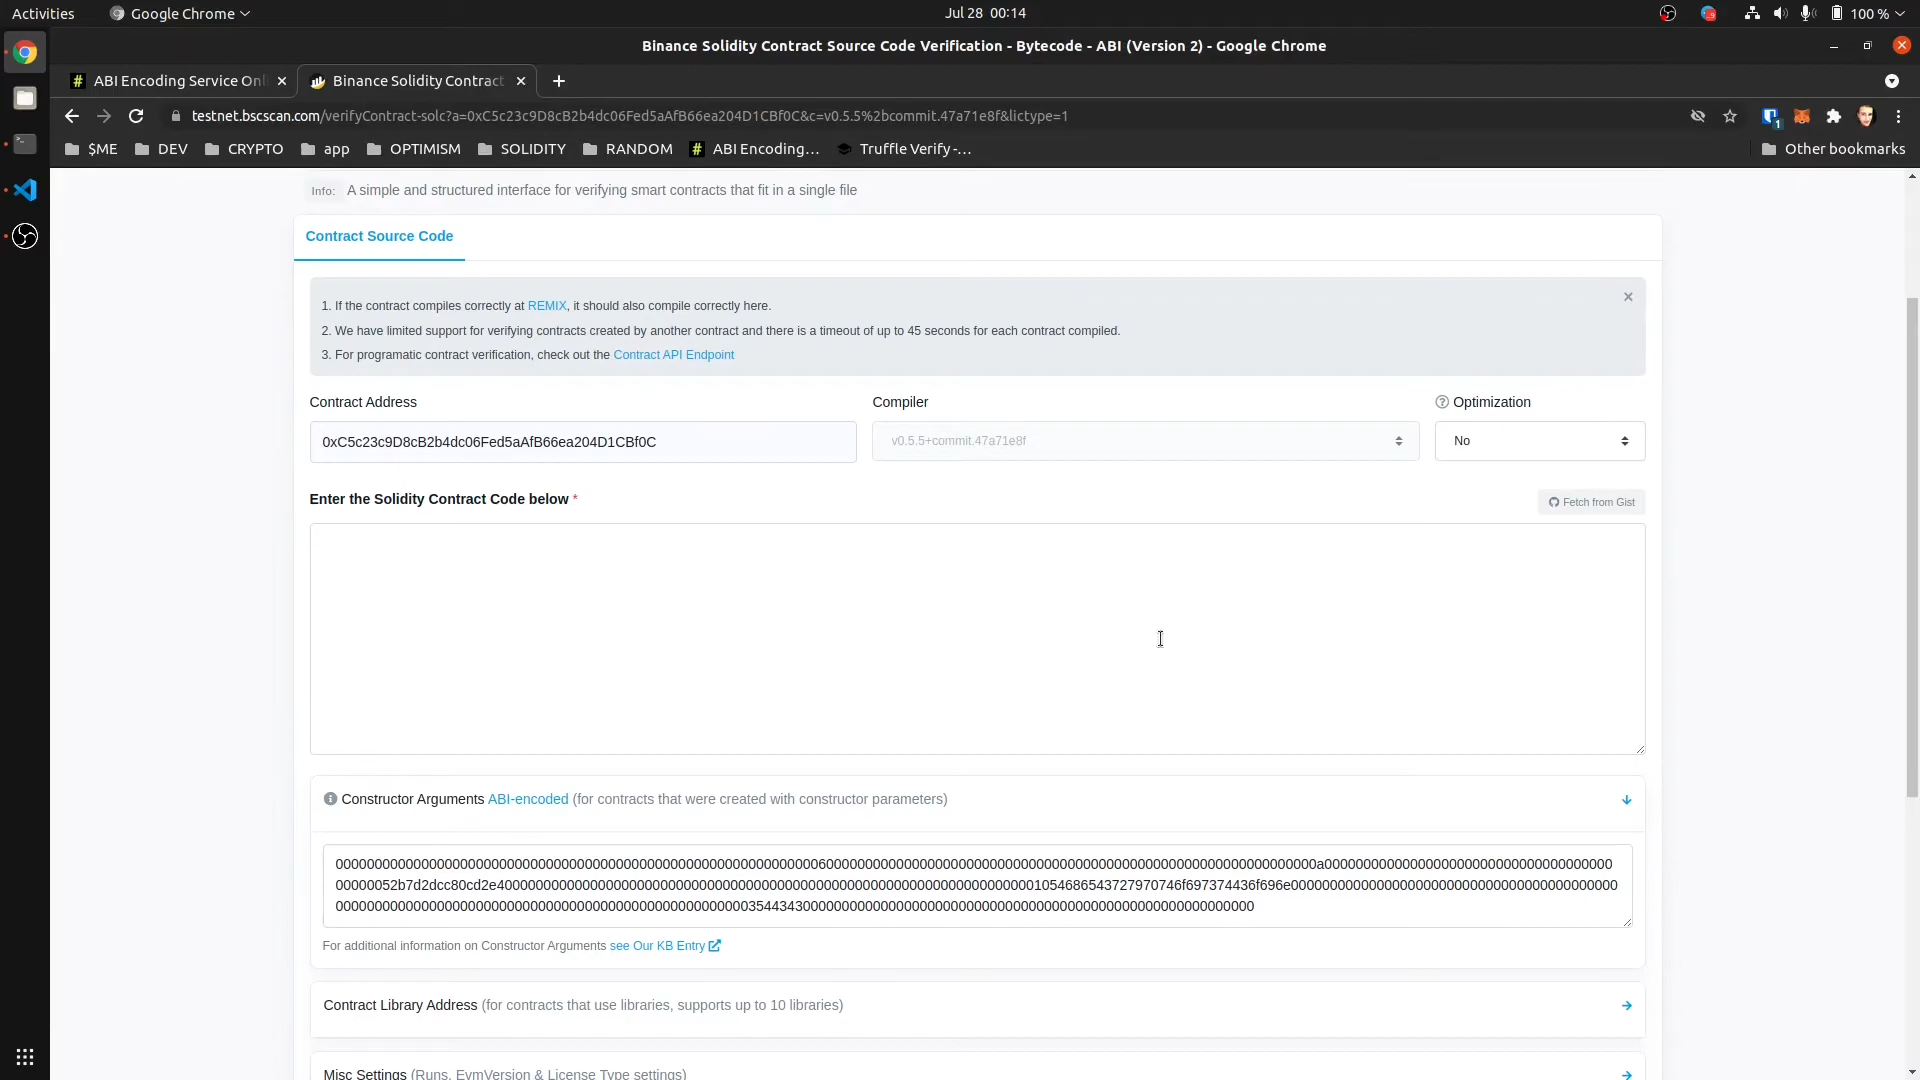 Activities
Google Chrome
Jul 28 00:14
100 %
Binance Solidity Contract Source Code Verification - Bytecode - ABI (Version 2) - Google Chrome
ABI Encoding Service Onl
Binance Solidity Contract
testnet.bscscan.com/verifyContract-solc?a=0xC5c23c9D8cB2b4dc06Fed5aAfB66ea204D1CBf0C&c=v0.5.5%2bcommit.47a71e8f&lictype=1
$ME
DEV
CRYPTO
app
OPTIMISM
SOLIDITY
RANDOM
ABI Encoding...
Truffle Verify -...
Other bookmarks
Info: A simple and structured interface for verifying smart contracts that fit in a single file
Contract Source Code
1. If the contract compiles correctly at REMIX, it should also compile correctly here.
2. We have limited support for verifying contracts created by another contract and there is a timeout of up to 45 seconds for each contract compiled.
3. For programatic contract verification, check out the Contract API Endpoint
Contract Address
Compiler
Optimization
0xC5c23c9D8cB2b4dc06Fed5aAfB66ea204D1CBf0C
v0.5.5+commit.47a71e8f
No
Enter the Solidity Contract Code below *
Fetch from Gist
Constructor Arguments ABI-encoded (for contracts that were created with constructor parameters)
For additional information on Constructor Arguments see Our KB Entry
Contract Library Address (for contracts that use libraries, supports up to 10 libraries)
Misc Settings (Runs, EvmVersion & License Type settings)